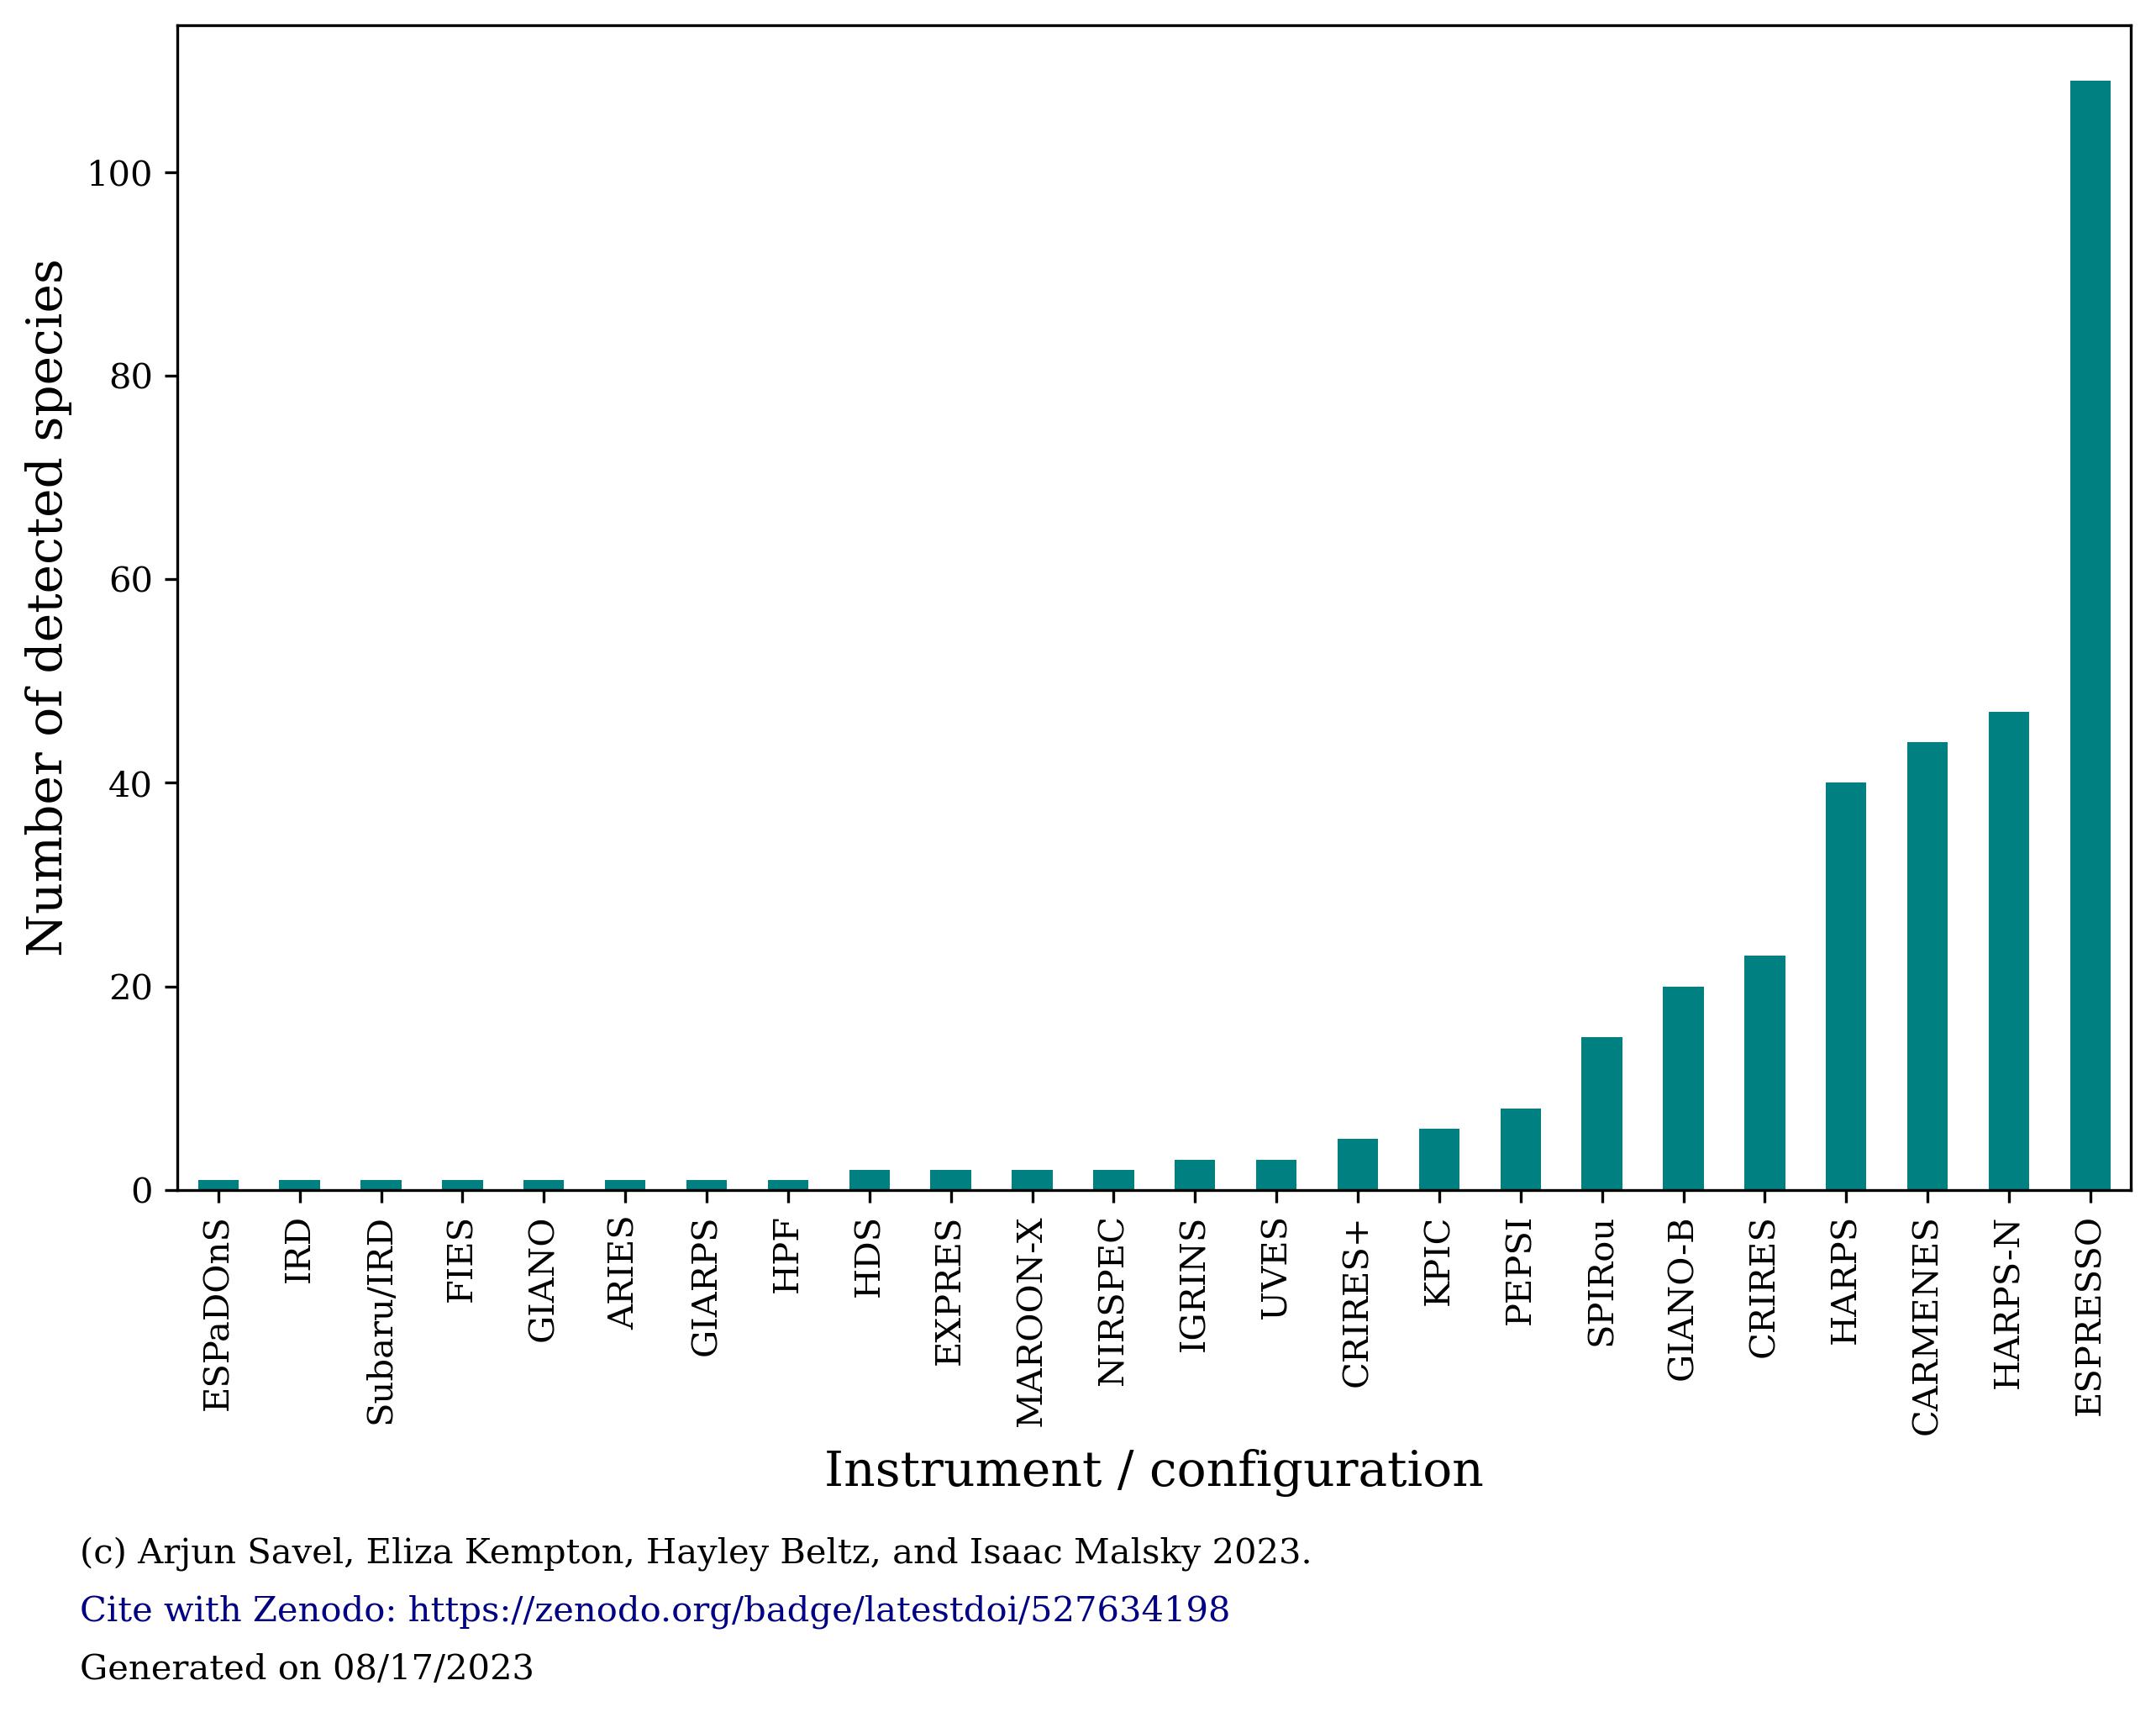 Number of detected species
100
80
60
40
20
0
ESPaDOnS
IRD
Subaru/IRD
FIES
GIANO
ARIES
GIARPS
HPF
HDS
EXPRES
MAROON-X
NIRSPEC
IGRINS
UVES
CRIRES+
KPIC
PEPSI
SPIRou
GIANO-B
CRIRES
HARPS
CARMENES
HARPS-N
ESPRESSO
Instrument / configuration
(c) Arjun Savel, Eliza Kempton, Hayley Beltz, and Isaac Malsky 2023.
Cite with Zenodo: https://zenodo.org/badge/latestdoi/527634198
Generated on 08/17/2023